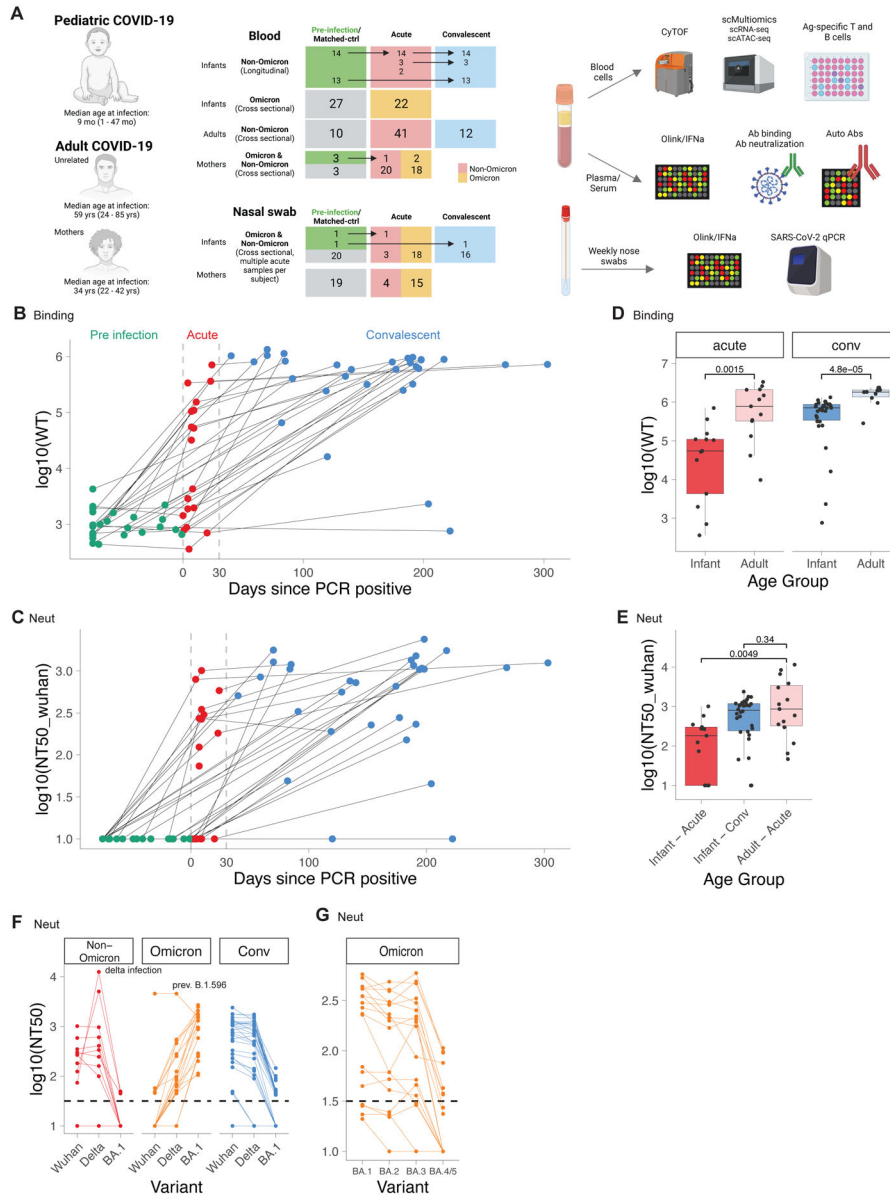 A
Pediatric COVID-19
Median age at infection:
9 mo (1 - 47 mo)
Adult COVID-19
Unrelated
Median age at infection:
59 yrs (24 - 85 yrs)
Mothers
Median age at infection:
34 yrs (22 - 42 yrs)
Blood
Pre-infection/
Matched-ctrl
Acute
Convalescent
Infants
Non-Omicron
(Longitudinal)
14 14 14
3 3
2
13 13
Infants
Omicron
(Cross sectional)
27 22
Adults
Non-Omicron
(Cross sectional)
10 41 12
Mothers
Omicron &
Non-Omicron
(Cross sectional)
3 1 2
3 20 18
Non-Omicron
Omicron
Nasal swab
Pre-infection/
Matched-ctrl
Acute
Convalescent
Infants
Omicron &
Non-Omicron
(Cross sectional,
multiple acute
samples per
subject)
1 1
1 1
20 3 18 16
Mothers
19 4 15
Blood
cells
CyTOF
scMultiomics
scRNA-seq
scATAC-seq
Ag-specific T and
B cells
Plasma/
Serum
Olink/IFNa
Ab binding
Ab neutralization
Auto Abs
Weekly nose
swabs
Olink/IFNa
SARS-CoV-2 qPCR
B Binding
Pre infection
Acute
Convalescent
log10(WT)
6
5
4
3
0 30 100 200 300
Days since PCR positive
C Neut
log10(NT50_wuhan)
3.0
2.5
2.0
1.5
1.0
0 30 100 200 300
Days since PCR positive
D
acute conv
0.0015 4.8e−05
log10(WT)
7
6
5
4
3
Infant Adult Infant Adult
Age Group
E Neut
0.34
0.0049
log10(NT50_wuhan)
4
3
2
1
Infant − Acute
Infant − Conv
Adult − Acute
Age Group
F Neut
Non−
Omicron
Omicron
Conv
delta infection
prev. B.1.596
log10(NT50)
4
3
2
1
Wuhan Delta BA.1 Wuhan Delta BA.1 Wuhan Delta BA.1
Variant
G Neut
Omicron
2.5
2.0
1.5
1.0
BA.1 BA.2 BA.3 BA.4/5
Variant